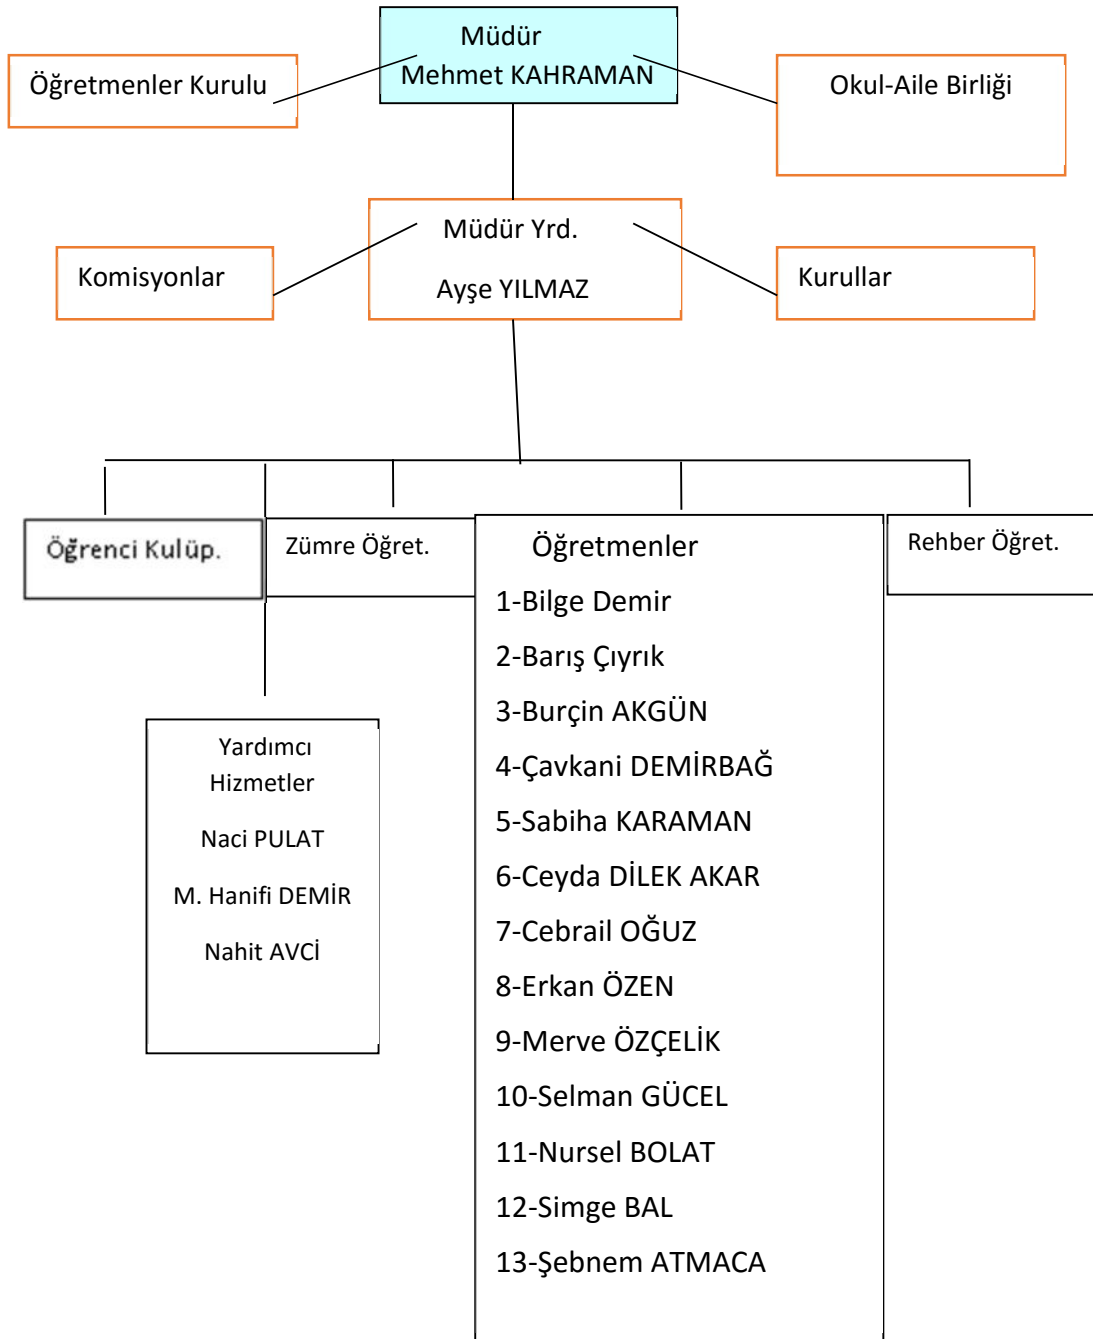 Müdür
Mehmet KAHRAMAN
Öğretmenler Kurulu
Okul-Aile Birliği
Müdür Yrd.
Ayşe YILMAZ
Komisyonlar
Kurullar
Öğrenci Kulüp.
Zümre Öğret.
Öğretmenler
1-Bilge Demir
2-Barış Çıyrık
3-Burçin AKGÜN
4-Çavkani DEMİRBAĞ
5-Sabiha KARAMAN
6-Ceyda DİLEK AKAR
7-Cebrail OĞUZ
8-Erkan ÖZEN
9-Merve ÖZÇELİK
10-Selman GÜCEL
11-Nursel BOLAT
12-Simge BAL
13-Şebnem ATMACA
Rehber Öğret.
Yardımcı
Hizmetler
Naci PULAT
M. Hanifi DEMİR
Nahit AVCİ